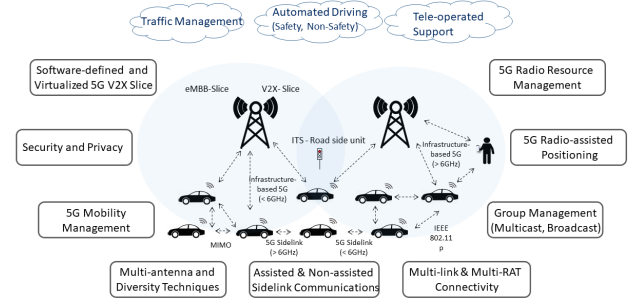 Traffic Management
Automated Driving
(Safety, Non-Safety)
Tele-operated
Support
Software-defined and
Virtualized 5G V2X Slice
eMBB-Slice
V2X- Slice
5G Radio Resource
Management
ITS - Road side unit
Security and Privacy
Infrastructure-
based 5G
(> 6GHz)
5G Radio-assisted
Positioning
Infrastructure-
based 5G
(< 6GHz)
5G Mobility
Management
Group Management
(Multicast, Broadcast)
MIMO
5G Sidelink
(> 6GHz)
5G Sidelink
(< 6GHz)
IEEE
802.11
p
Multi-antenna and
Diversity Techniques
Assisted & Non-assisted
Sidelink Communications
Multi-link & Multi-RAT
Connectivity